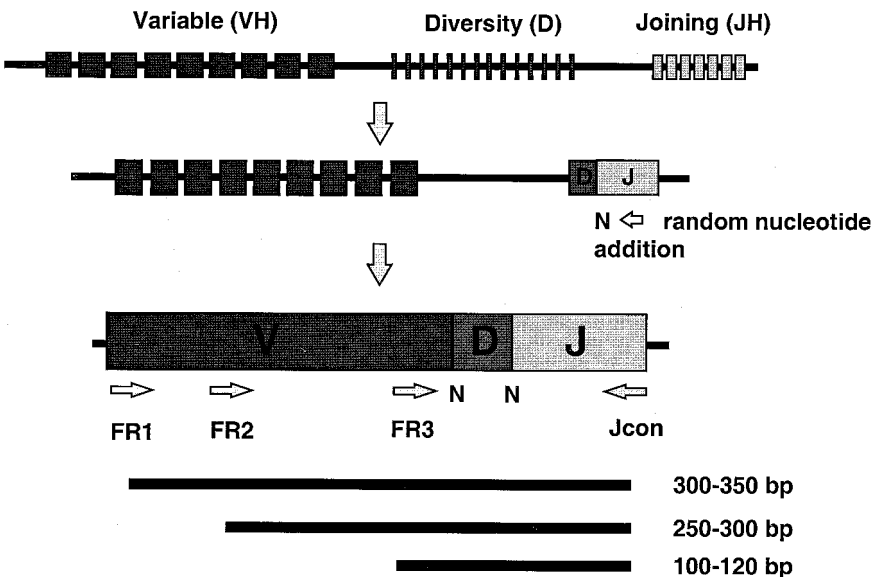 Variable (VH)
Diversity (D)
Joining (JH)
D
J
N random nucleotide
addition
V
D
J
N
N
FR1
FR2
FR3
Jcon
300-350 bp
250-300 bp
100-120 bp